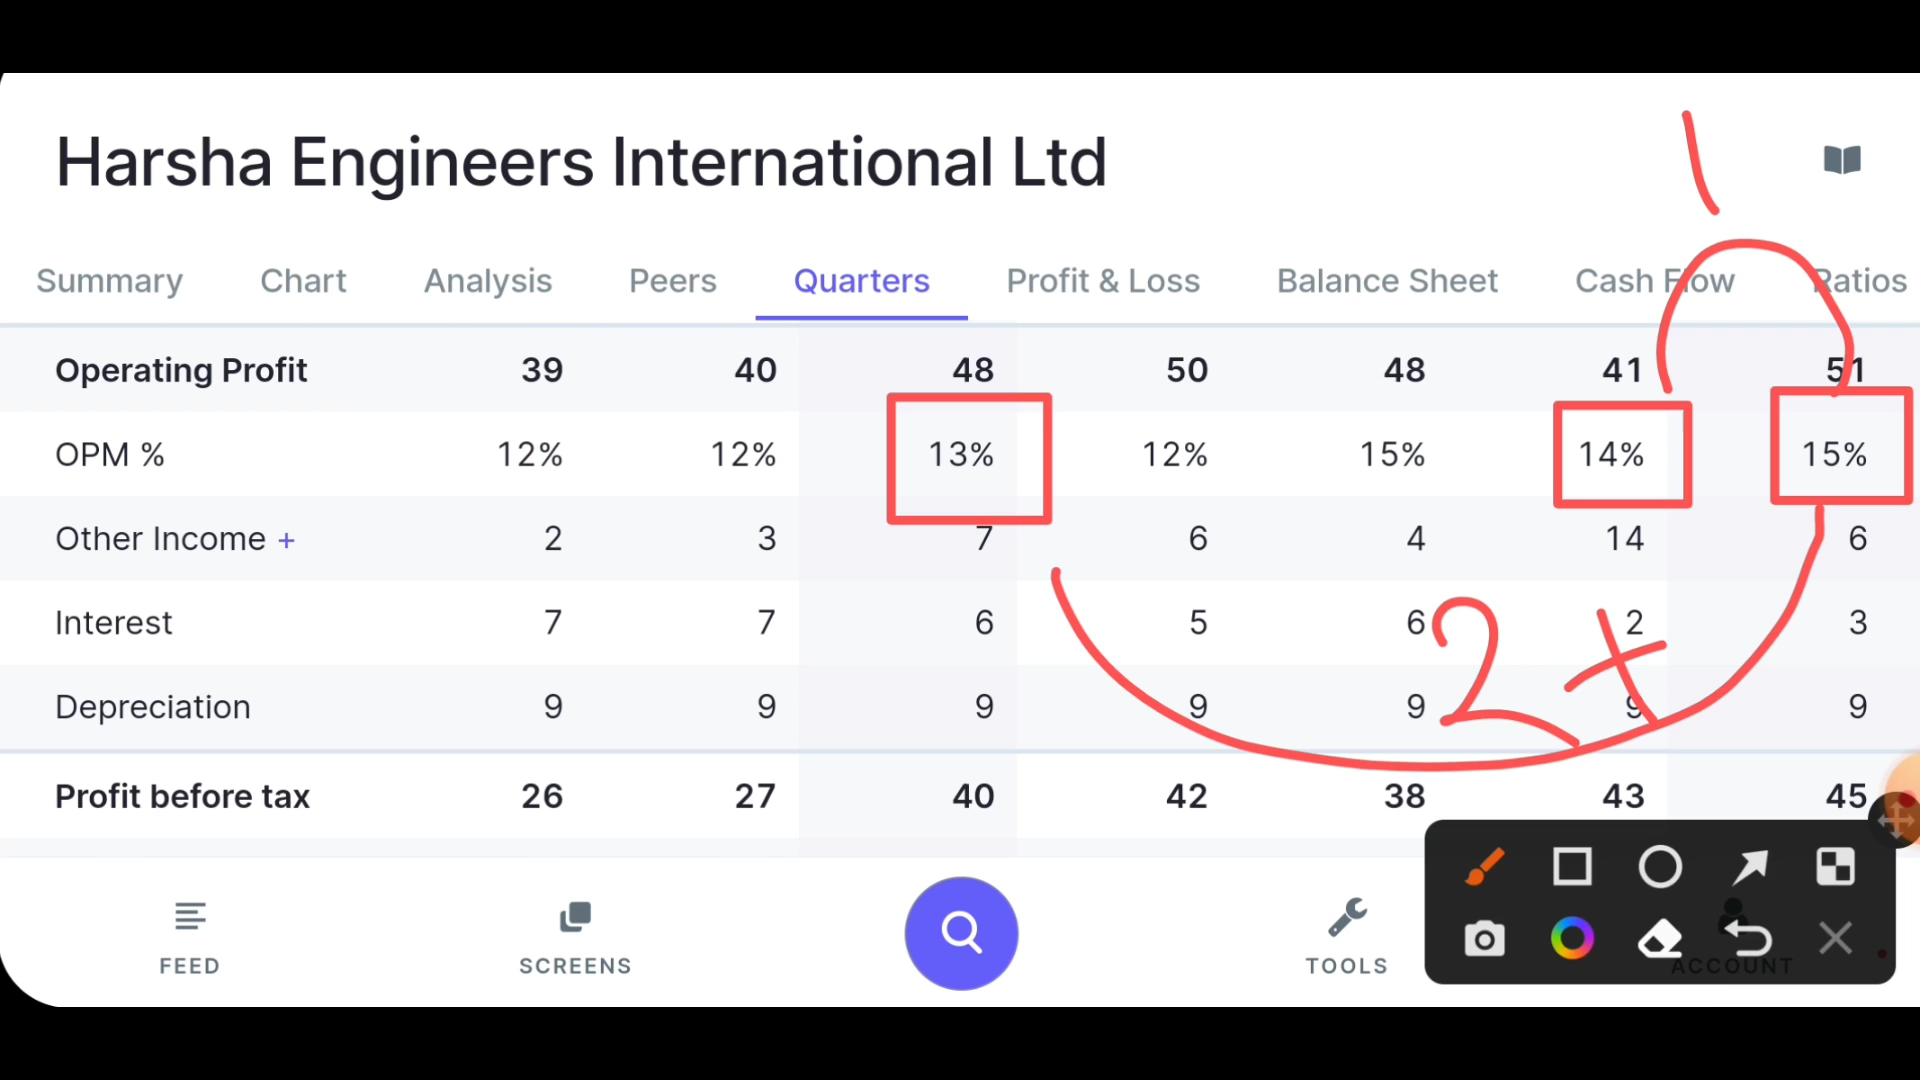 Harsha Engineers International Ltd
1
Summary Chart Analysis Peers Quarters Profit & Loss Balance Sheet Cash Flow Ratios
Operating Profit 39 40 48 50 48 41 51
OPM % 12% 12% 13% 12% 15% 14% 15%
Other Income + 2 3 7 6 4 14 6
Interest 7 7 6 5 6 2 3
2x
Depreciation 9 9 9 9 9 9 9
Profit before tax 26 27 40 42 38 43 45
FEED SCREENS TOOLS ACCOUNT